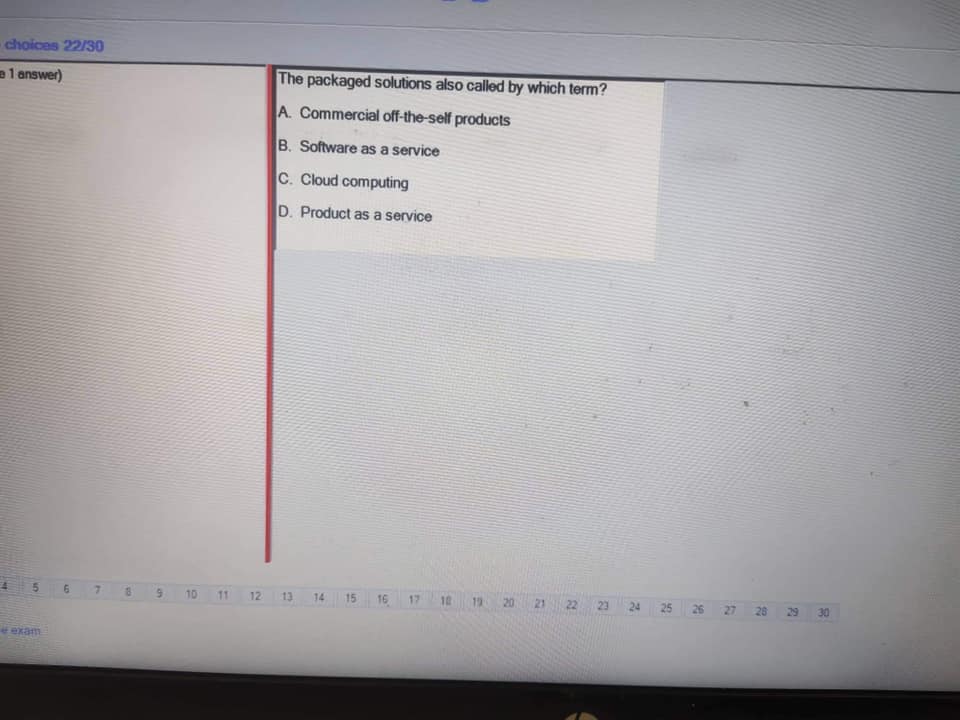 choices 22/30
e 1 answer)
The packaged solutions also called by which term?
A. Commercial off-the-self products
B. Software as a service
C. Cloud computing
D. Product as a service
4 5 6 7 8 9 10 11 12 13 14 15 16 17 18 19 20 21 22 23 24 25 26 27 28 29 30
e exam